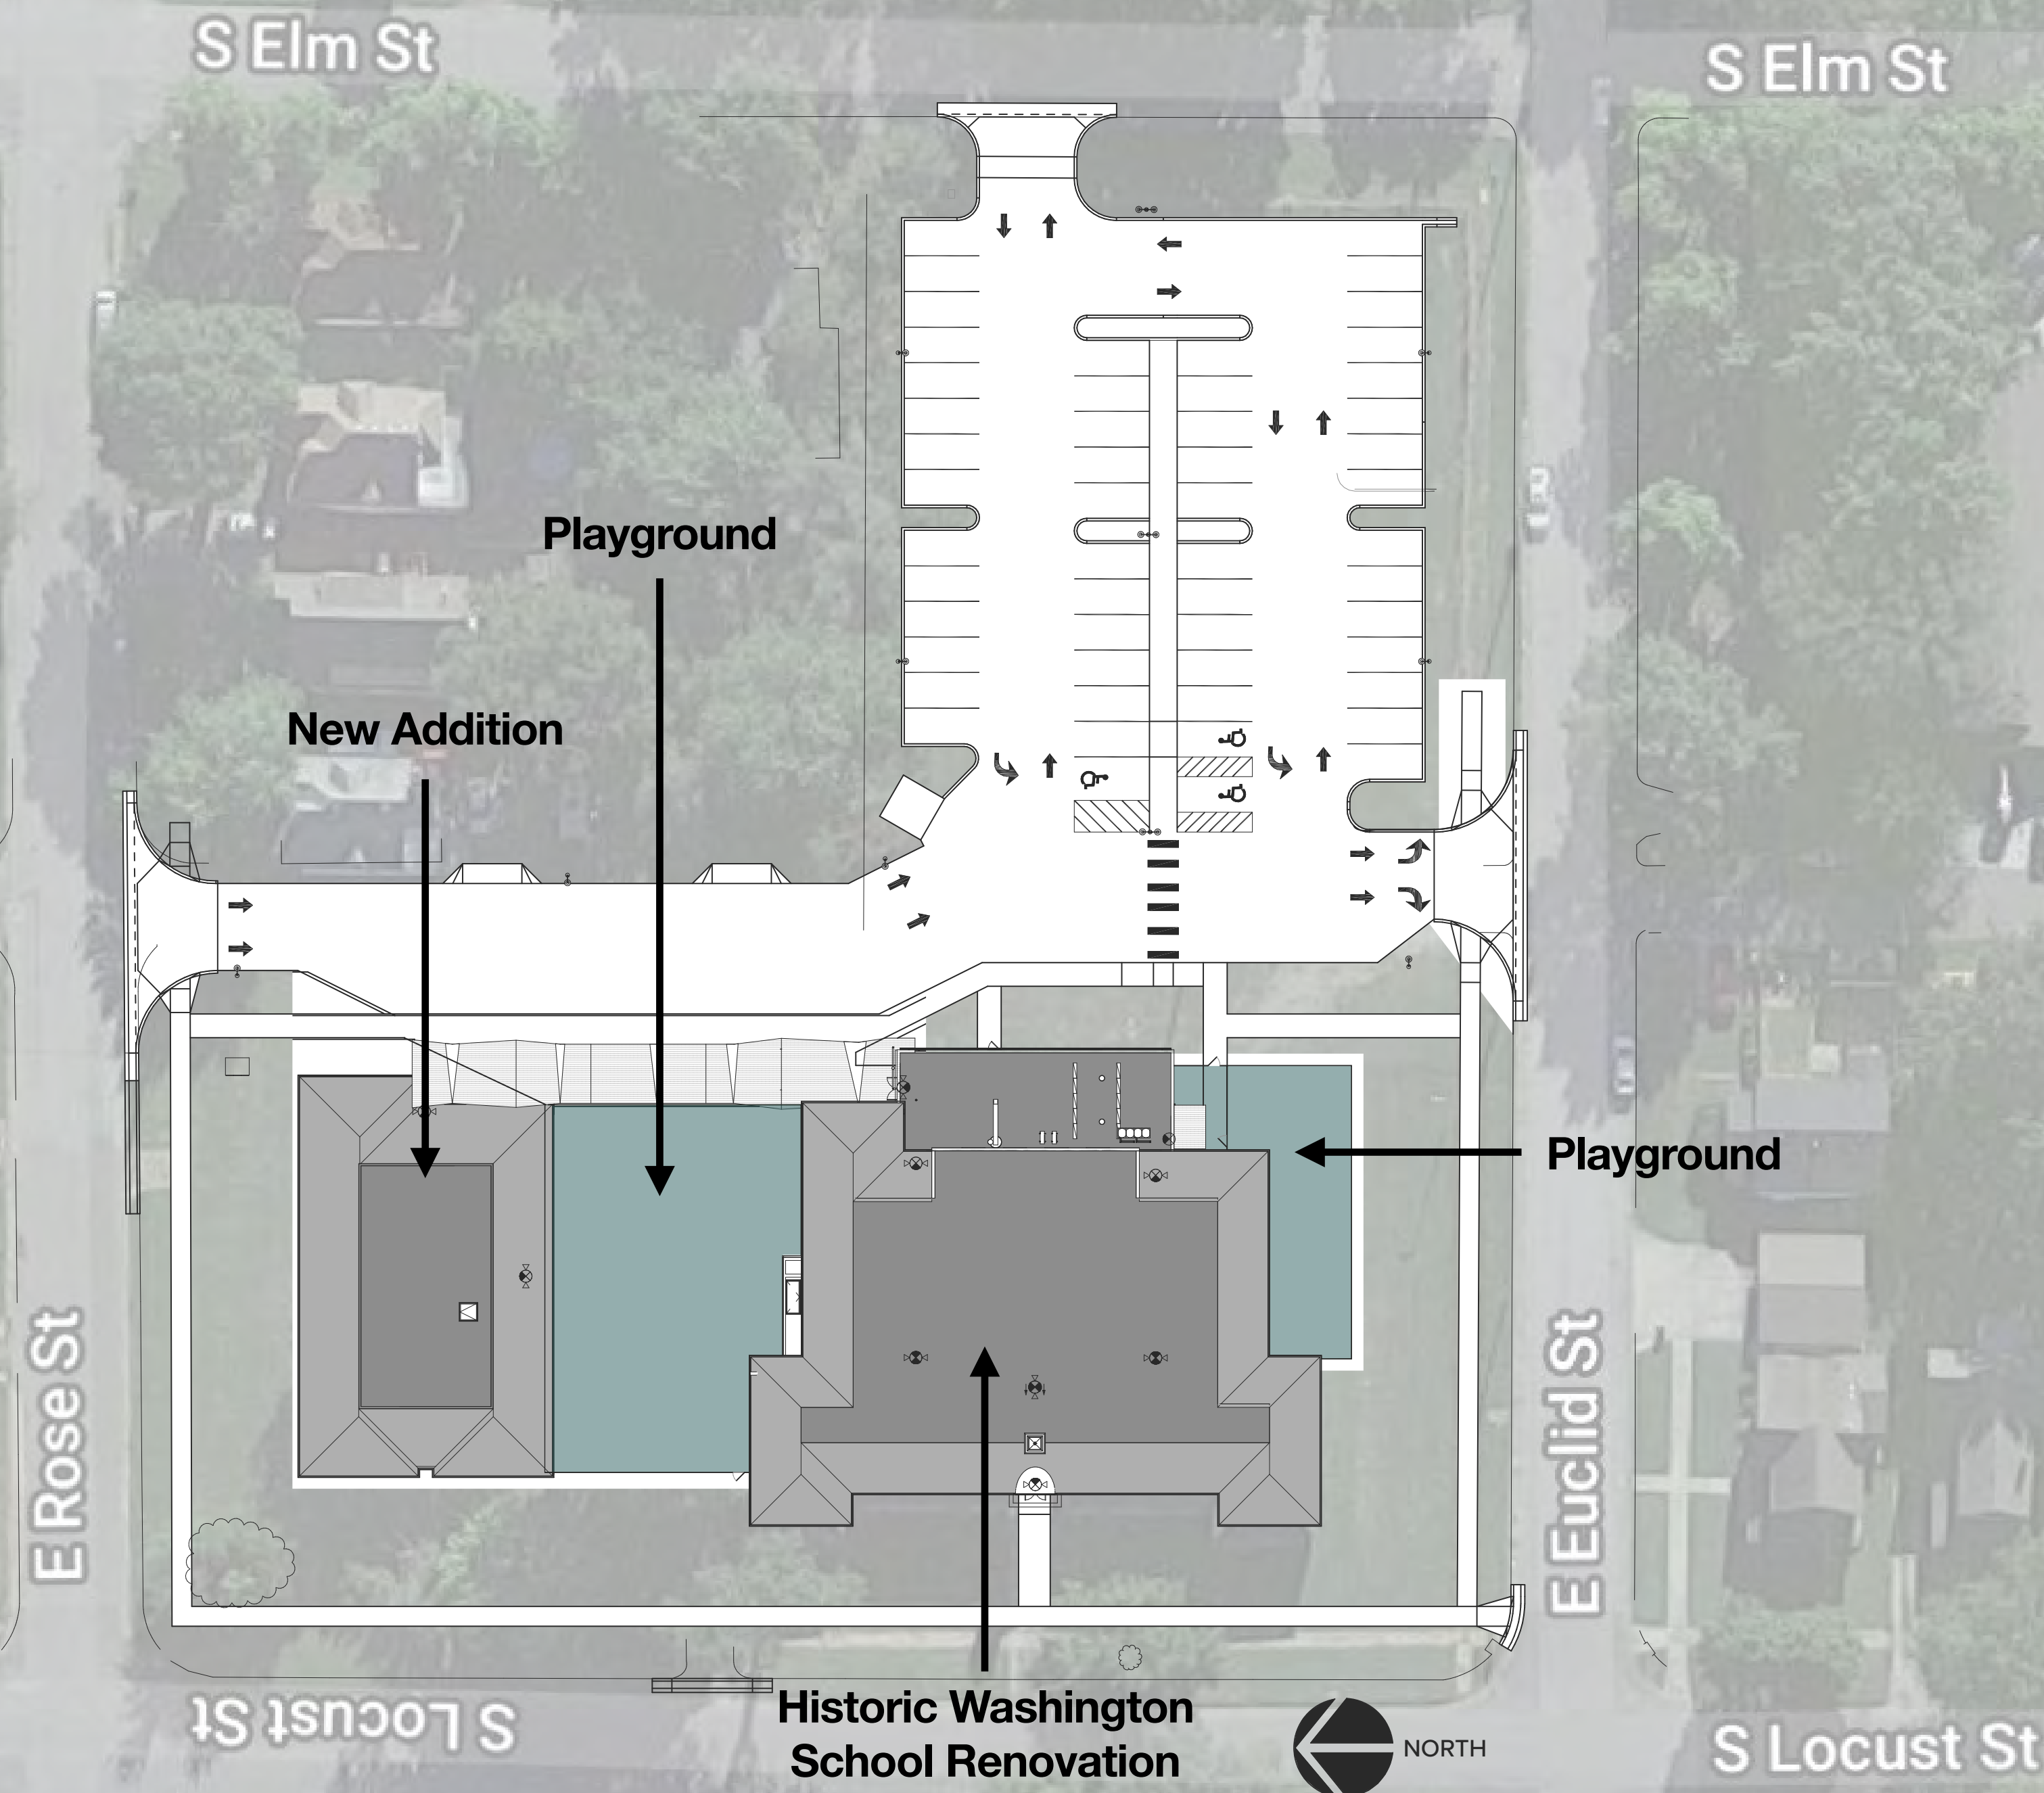 S Elm St
S Elm St
Playground
New Addition
Playground
E Rose St
E Euclid St
S Locust St
Historic Washington
School Renovation
NORTH
S Locust St